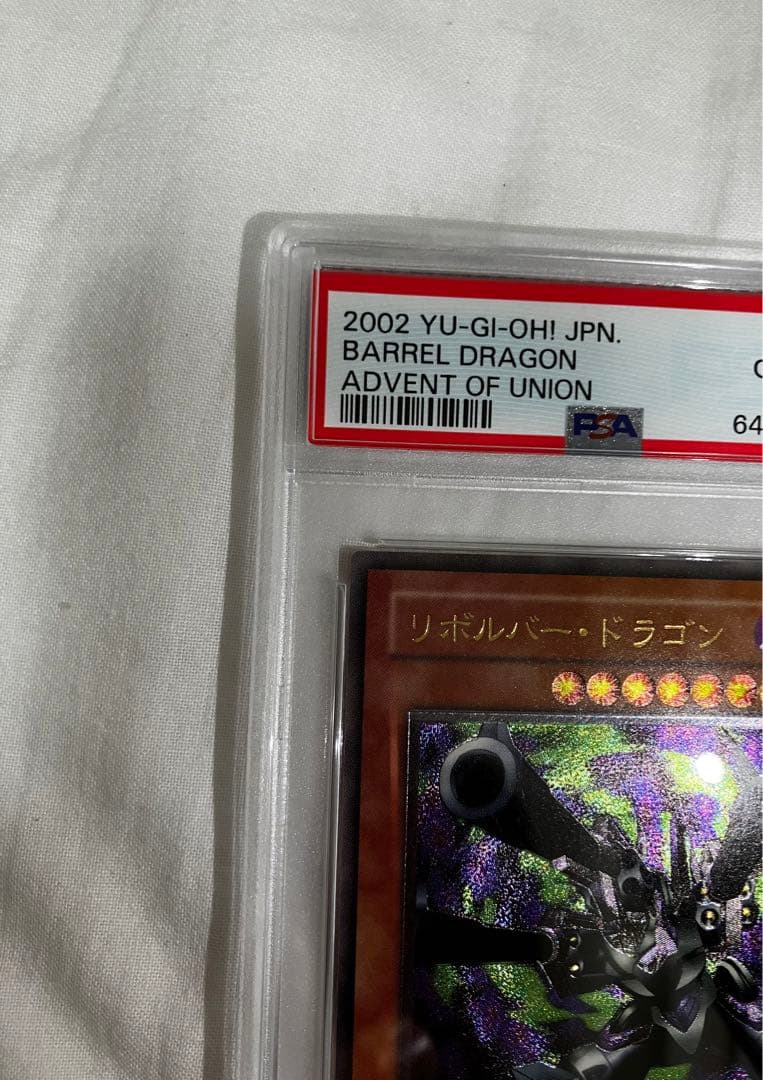 2002 YU-GI-OH! JPN.
BARREL DRAGON
ADVENT OF UNION
PSA
64
リボルバー・ドラゴン